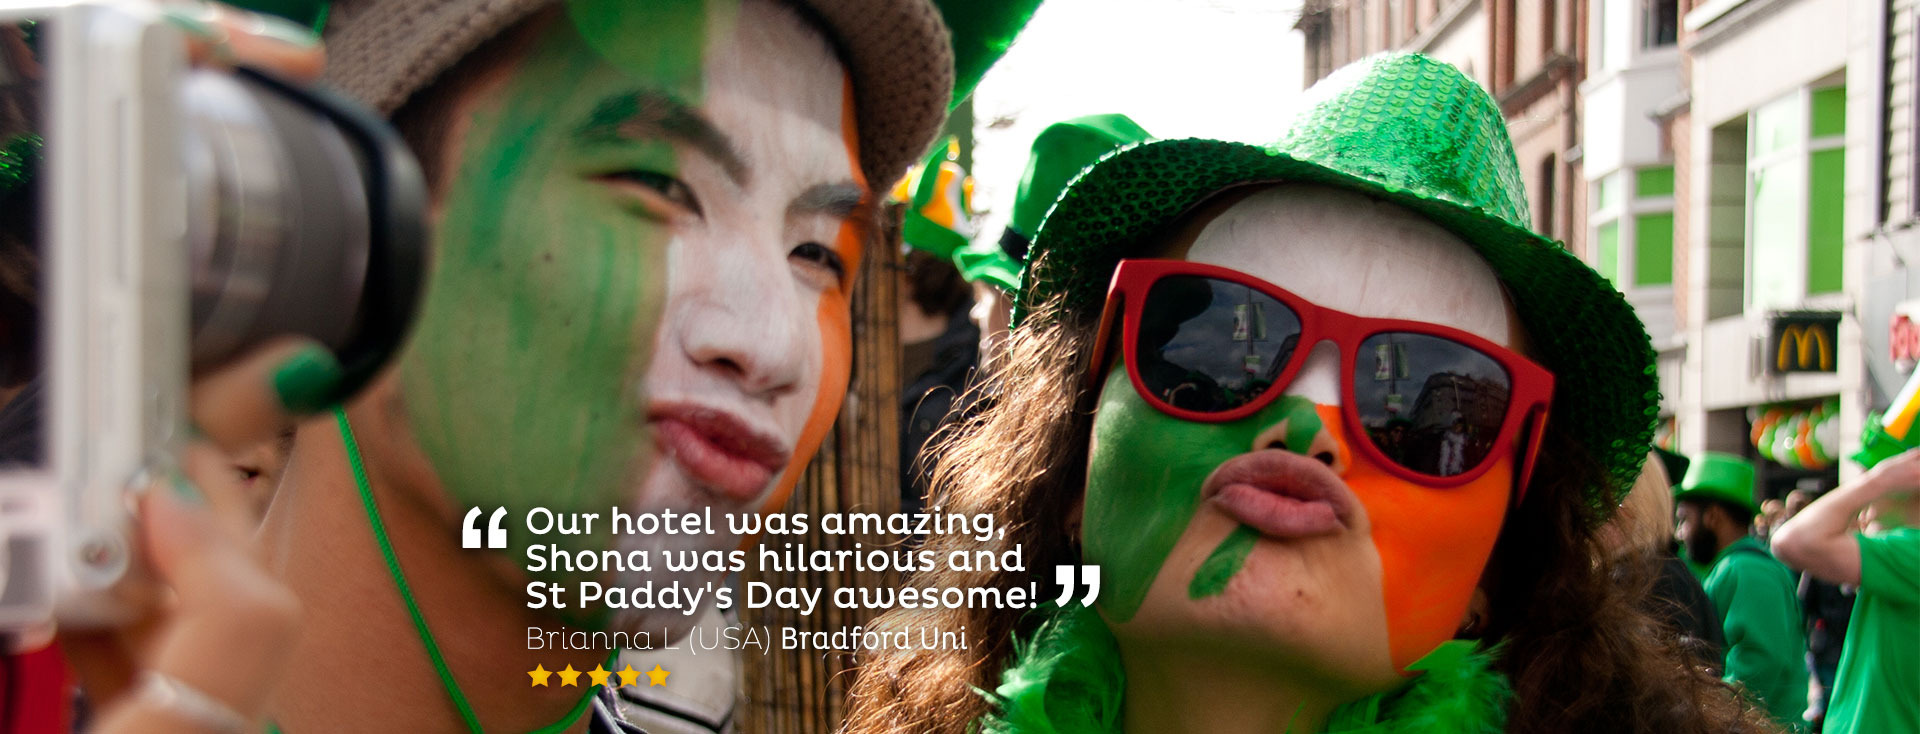 “Our hotel was amazing,
Shona was hilarious and
St Paddy's Day awesome!”
Brianna L (USA) Bradford Uni